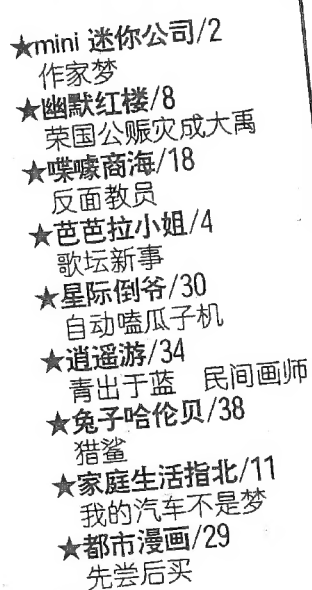 ★mini 迷你公司/2
作家梦
★幽默红楼/8
荣国公赈灾成大禹
★喋嚎商海/18
反面教员
★芭芭拉小姐/4
歌坛新事
★星际倒爷/30
自动嗑瓜子机
★逍遥游/34
青出于蓝 民间画师
★兔子哈伦贝/38
猎鲨
★家庭生活指北/11
我的汽车不是梦
★都市漫画/29
先尝后买